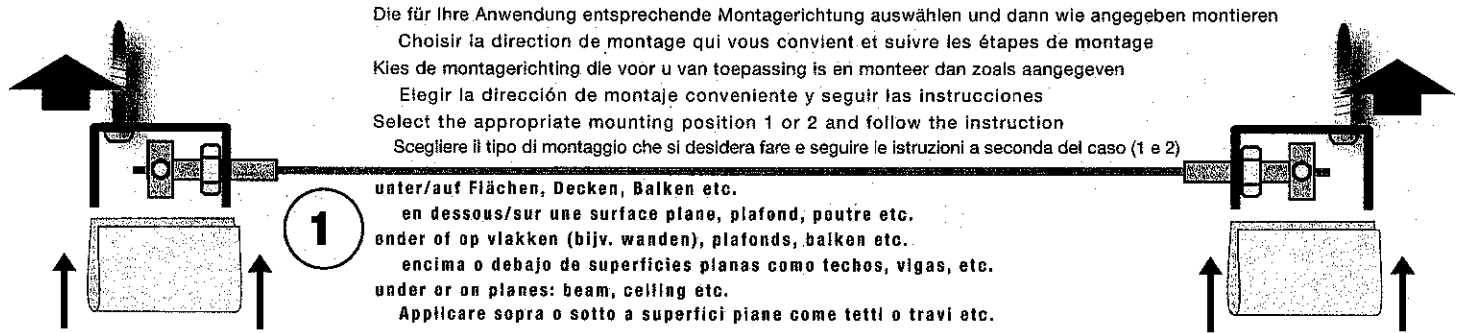 Die für Ihre Anwendung entsprechende Montagerichtung auswählen und dann wie angegeben montieren
Choisir la direction de montage qui vous convient et suivre les étapes de montage
Kies de montagerichting die voor u van toepassing is en monteer dan zoals aangegeven
Elegir la dirección de montaje conveniente y seguir las instrucciones
Select the appropriate mounting position 1 or 2 and follow the instruction
Scegliere il tipo di montaggio che si desidera fare e seguire le istruzioni a seconda del caso (1 e 2)
1
unter/auf Flächen, Decken, Balken etc.
en dessous/sur une surface plane, plafond, poutre etc.
onder of op vlakken (bijv. wanden), plafonds, balken etc.
encima o debajo de superficies planas como techos, vigas, etc.
under or on planes: beam, ceiling etc.
Applicare sopra o sotto a superfici piane come tetti o travi etc.